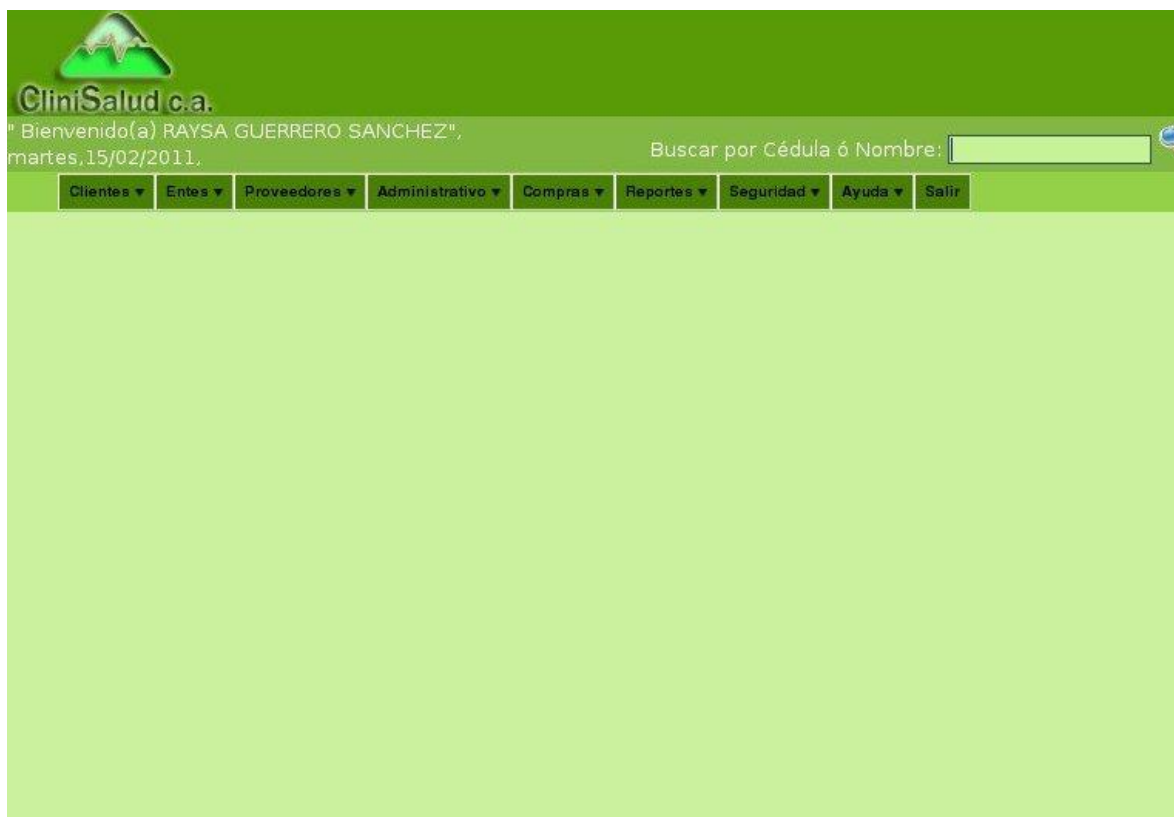 CliniSalud c.a.
" Bienvenido(a) RAYSA GUERRERO SANCHEZ",
martes,15/02/2011,
Buscar por Cédula ó Nombre:
Clientes ▾ Entes ▾ Proveedores ▾ Administrativo ▾ Compras ▾ Reportes ▾ Seguridad ▾ Ayuda ▾ Salir